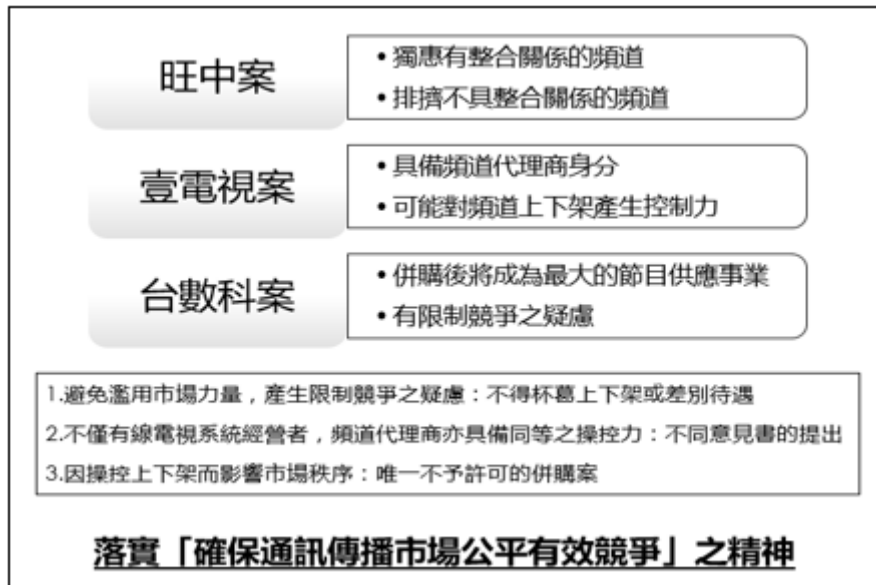 旺中案
• 獨惠有整合關係的頻道
• 排擠不具整合關係的頻道
壹電視案
• 具備頻道代理商身分
• 可能對頻道上下架產生控制力
台數科案
• 併購後將成為最大的節目供應事業
• 有限制競爭之疑慮
1.避免濫用市場力量，產生限制競爭之疑慮：不得杯葛上下架或差別待遇
2.不僅有線電視系統經營者，頻道代理商亦具備同等之操控力：不同意見書的提出
3.因操控上下架而影響市場秩序：唯一不予許可的併購案
落實「確保通訊傳播市場公平有效競爭」之精神